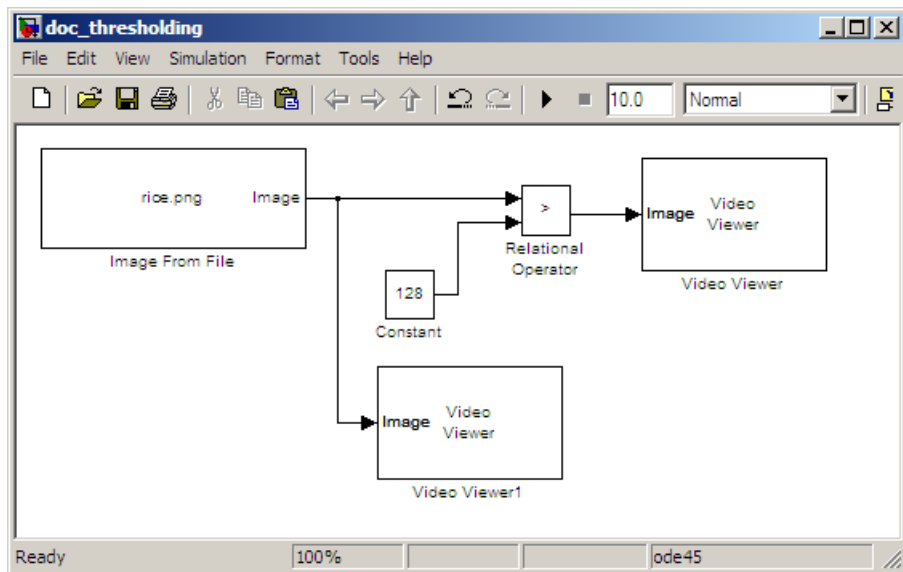 doc_thresholding
File Edit View Simulation Format Tools Help
10.0 Normal
rice.png Image
Image From File
>
Relational
Operator
Image Video
Viewer
Video Viewer
128
Constant
Image Video
Viewer
Video Viewer1
Ready 100% ode45